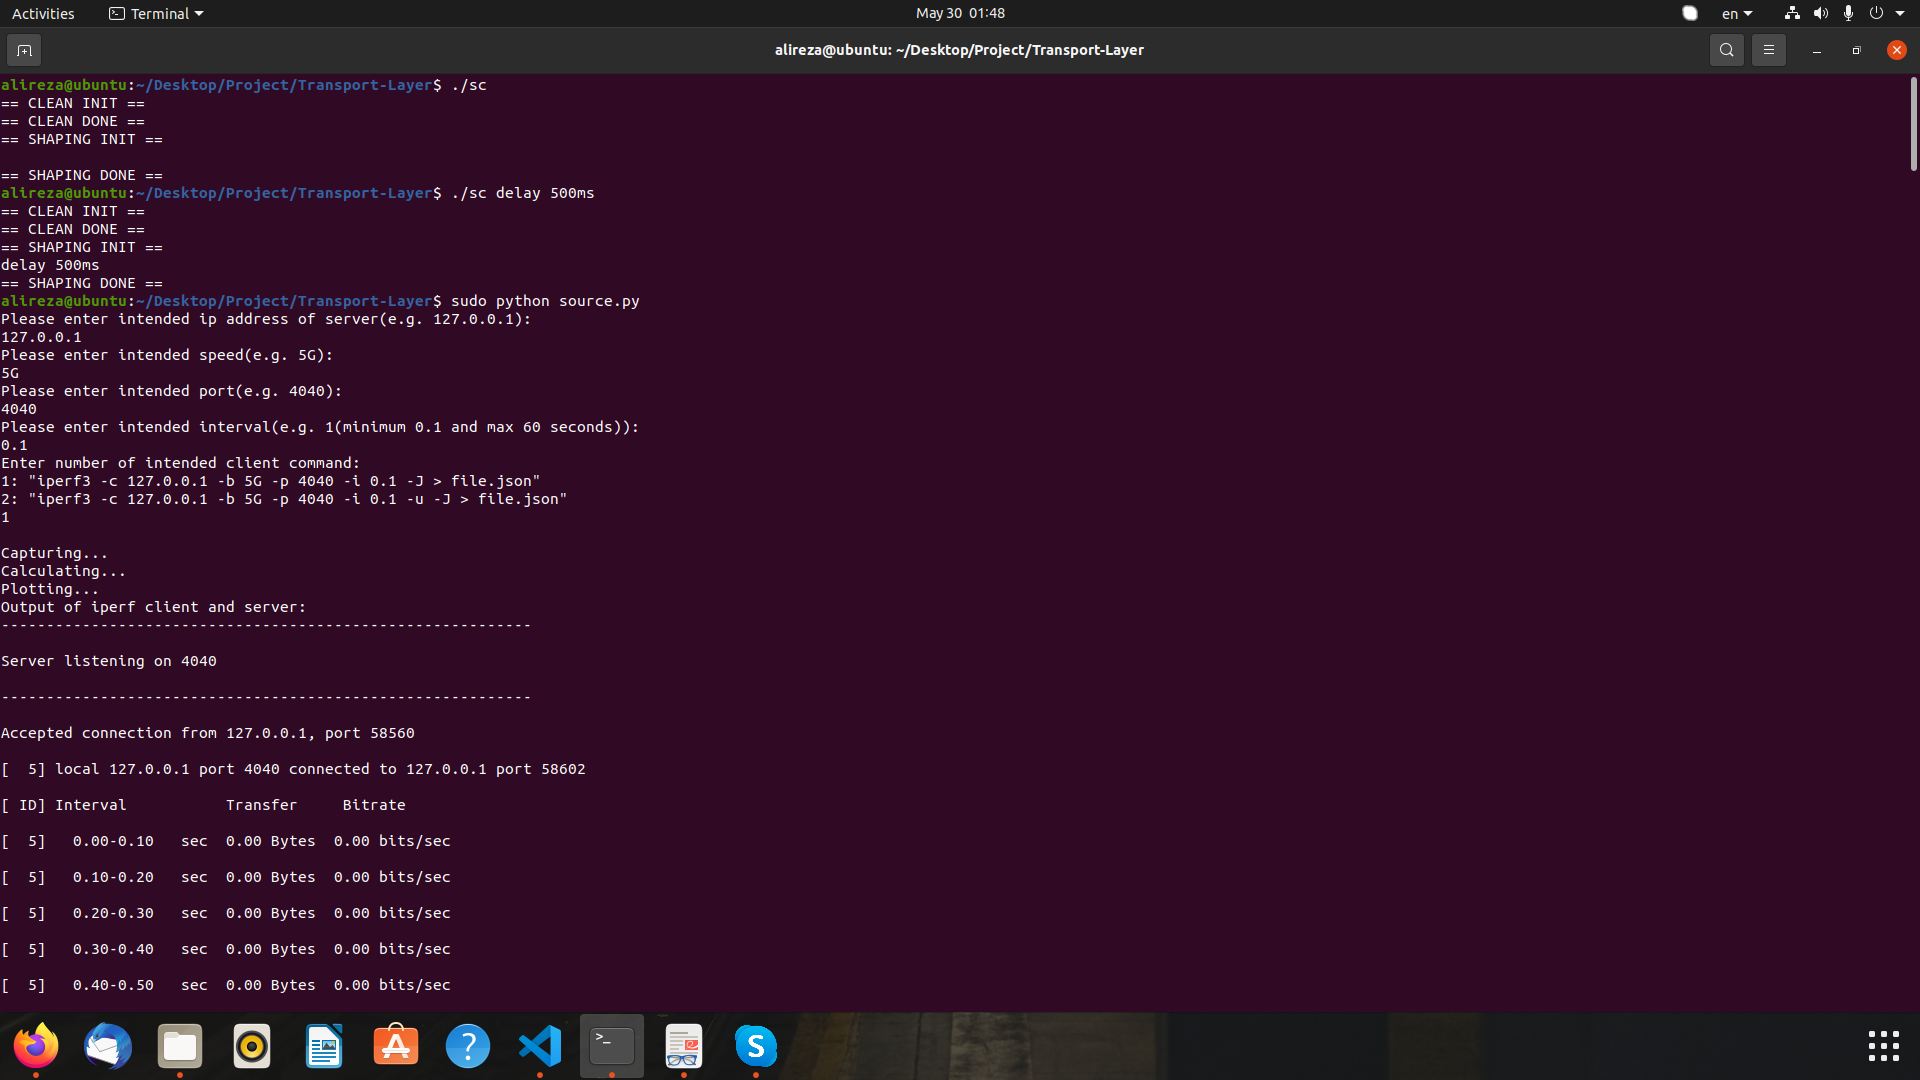 Activities Terminal May 30 01:48 en
alireza@ubuntu: ~/Desktop/Project/Transport-Layer
alireza@ubuntu:~/Desktop/Project/Transport-Layer$ ./sc
== CLEAN INIT ==
== CLEAN DONE ==
== SHAPING INIT ==
== SHAPING DONE ==
alireza@ubuntu:~/Desktop/Project/Transport-Layer$ ./sc delay 500ms
== CLEAN INIT ==
== CLEAN DONE ==
== SHAPING INIT ==
delay 500ms
== SHAPING DONE ==
alireza@ubuntu:~/Desktop/Project/Transport-Layer$ sudo python source.py
Please enter intended ip address of server(e.g. 127.0.0.1):
127.0.0.1
Please enter intended speed(e.g. 5G):
5G
Please enter intended port(e.g. 4040):
4040
Please enter intended interval(e.g. 1(minimum 0.1 and max 60 seconds)):
0.1
Enter number of intended client command:
1: "iperf3 -c 127.0.0.1 -b 5G -p 4040 -i 0.1 -J > file.json"
2: "iperf3 -c 127.0.0.1 -b 5G -p 4040 -i 0.1 -u -J > file.json"
1
Capturing...
Calculating...
Plotting...
Output of iperf client and server:
-----------------------------------------------------------
Server listening on 4040
-----------------------------------------------------------
Accepted connection from 127.0.0.1, port 58560
[  5] local 127.0.0.1 port 4040 connected to 127.0.0.1 port 58602
[ ID] Interval           Transfer     Bitrate
[  5]   0.00-0.10   sec  0.00 Bytes  0.00 bits/sec
[  5]   0.10-0.20   sec  0.00 Bytes  0.00 bits/sec
[  5]   0.20-0.30   sec  0.00 Bytes  0.00 bits/sec
[  5]   0.30-0.40   sec  0.00 Bytes  0.00 bits/sec
[  5]   0.40-0.50   sec  0.00 Bytes  0.00 bits/sec